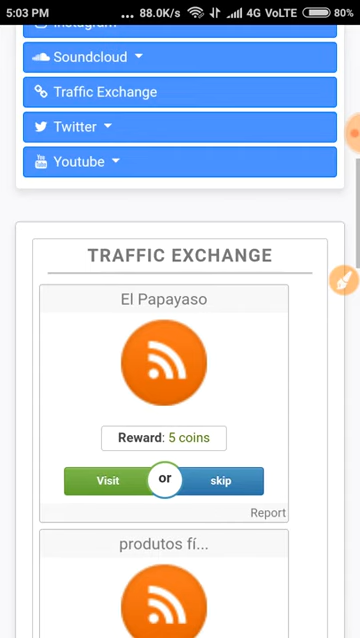 5:03 PM ... 88.0K/s 4G VoLTE 80%
Instagram
Soundcloud
Traffic Exchange
Twitter
Youtube
TRAFFIC EXCHANGE
El Papayaso
Reward: 5 coins
Visit or skip
Report
produtos fí...